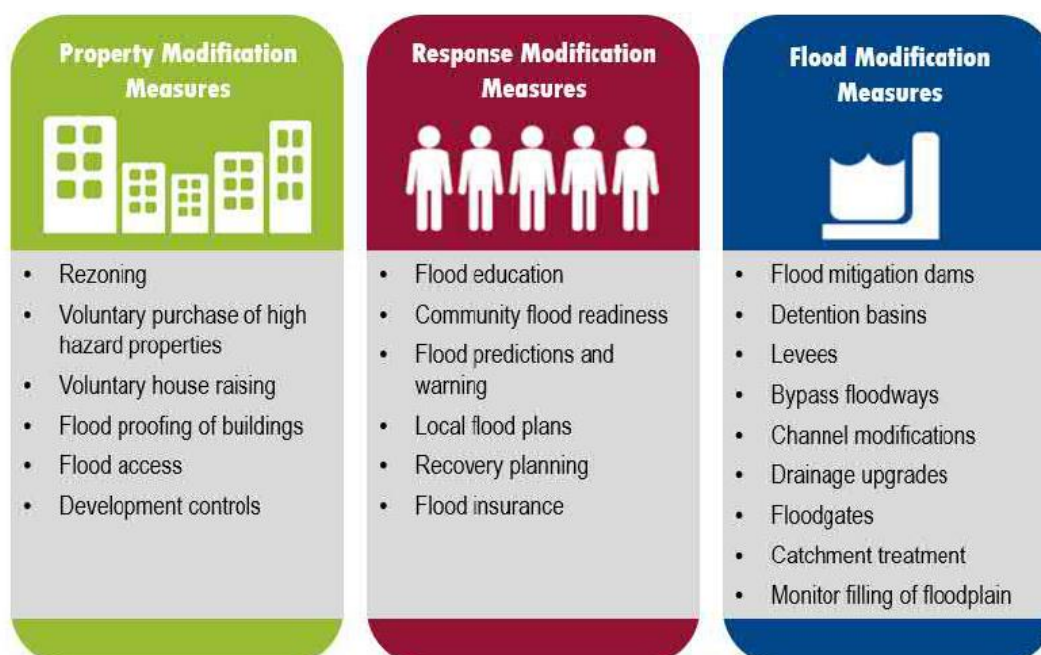 Property Modification
Measures
• Rezoning
• Voluntary purchase of high
hazard properties
• Voluntary house raising
• Flood proofing of buildings
• Flood access
• Development controls
Response Modification
Measures
• Flood education
• Community flood readiness
• Flood predictions and
warning
• Local flood plans
• Recovery planning
• Flood insurance
Flood Modification
Measures
• Flood mitigation dams
• Detention basins
• Levees
• Bypass floodways
• Channel modifications
• Drainage upgrades
• Floodgates
• Catchment treatment
• Monitor filling of floodplain